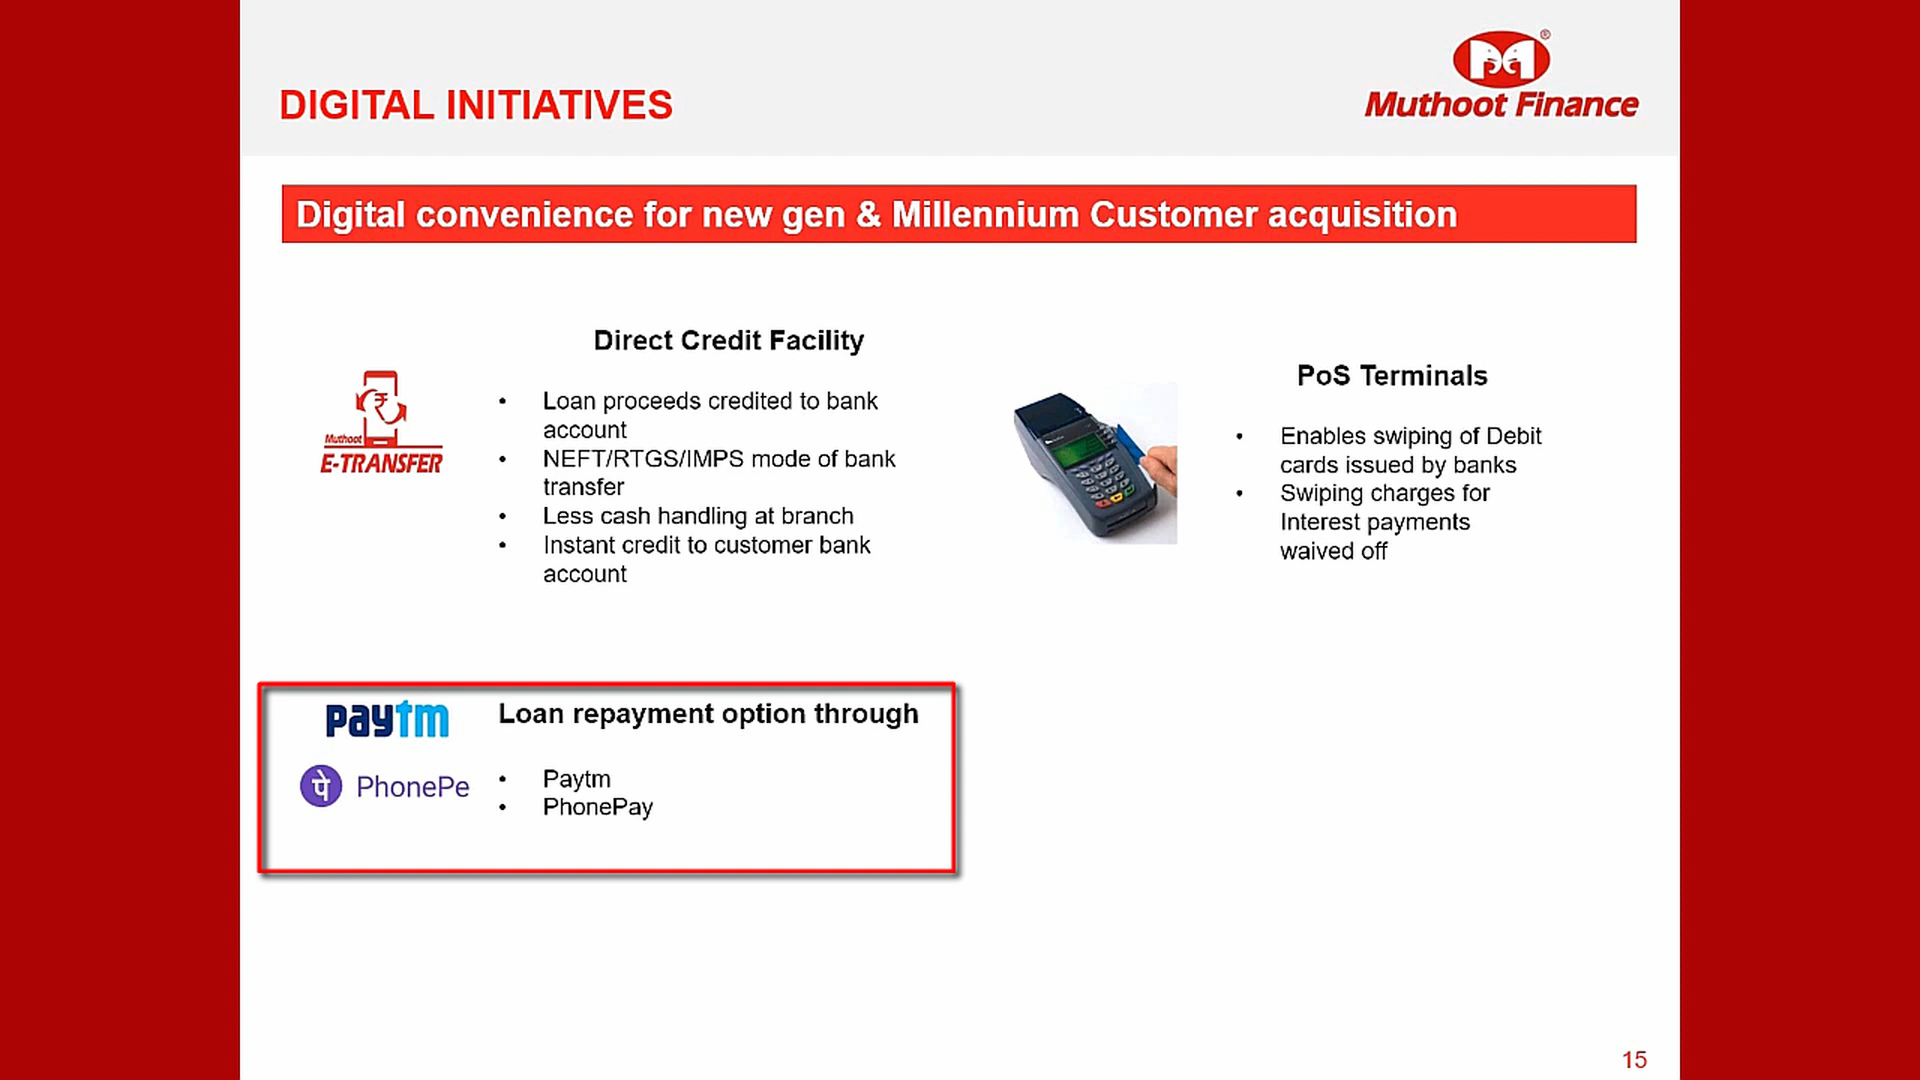 DIGITAL INITIATIVES
®
Muthoot Finance
Digital convenience for new gen & Millennium Customer acquisition
Direct Credit Facility
Muthoot
E-TRANSFER
• Loan proceeds credited to bank
account
• NEFT/RTGS/IMPS mode of bank
transfer
• Less cash handling at branch
• Instant credit to customer bank
account
PoS Terminals
• Enables swiping of Debit
cards issued by banks
• Swiping charges for
Interest payments
waived off
paytm
Loan repayment option through
पे PhonePe
• Paytm
• PhonePay
15